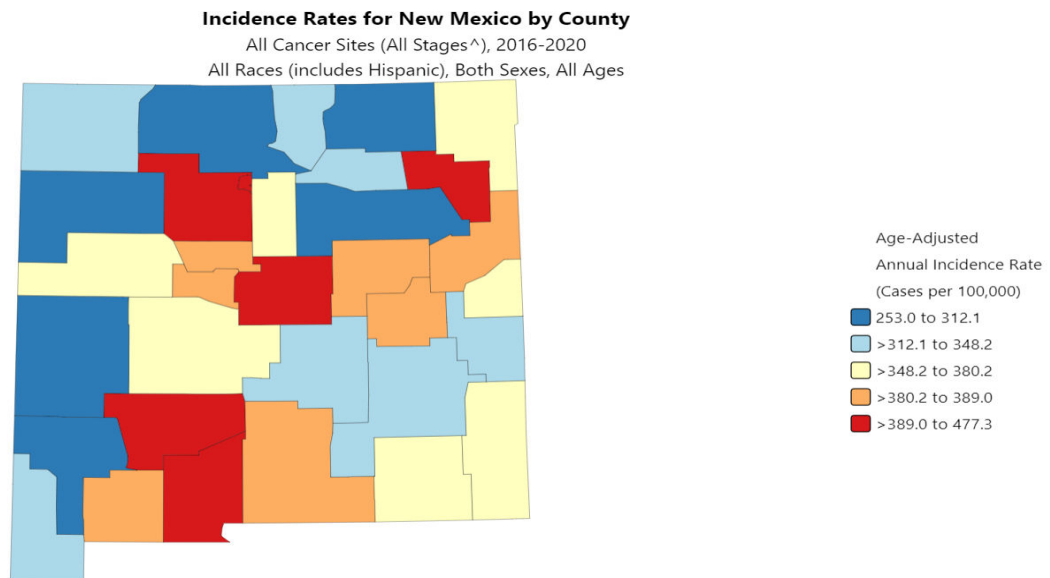 Incidence Rates for New Mexico by County
All Cancer Sites (All Stages^), 2016-2020
All Races (includes Hispanic), Both Sexes, All Ages
Age-Adjusted
Annual Incidence Rate
(Cases per 100,000)
253.0 to 312.1
>312.1 to 348.2
>348.2 to 380.2
>380.2 to 389.0
>389.0 to 477.3